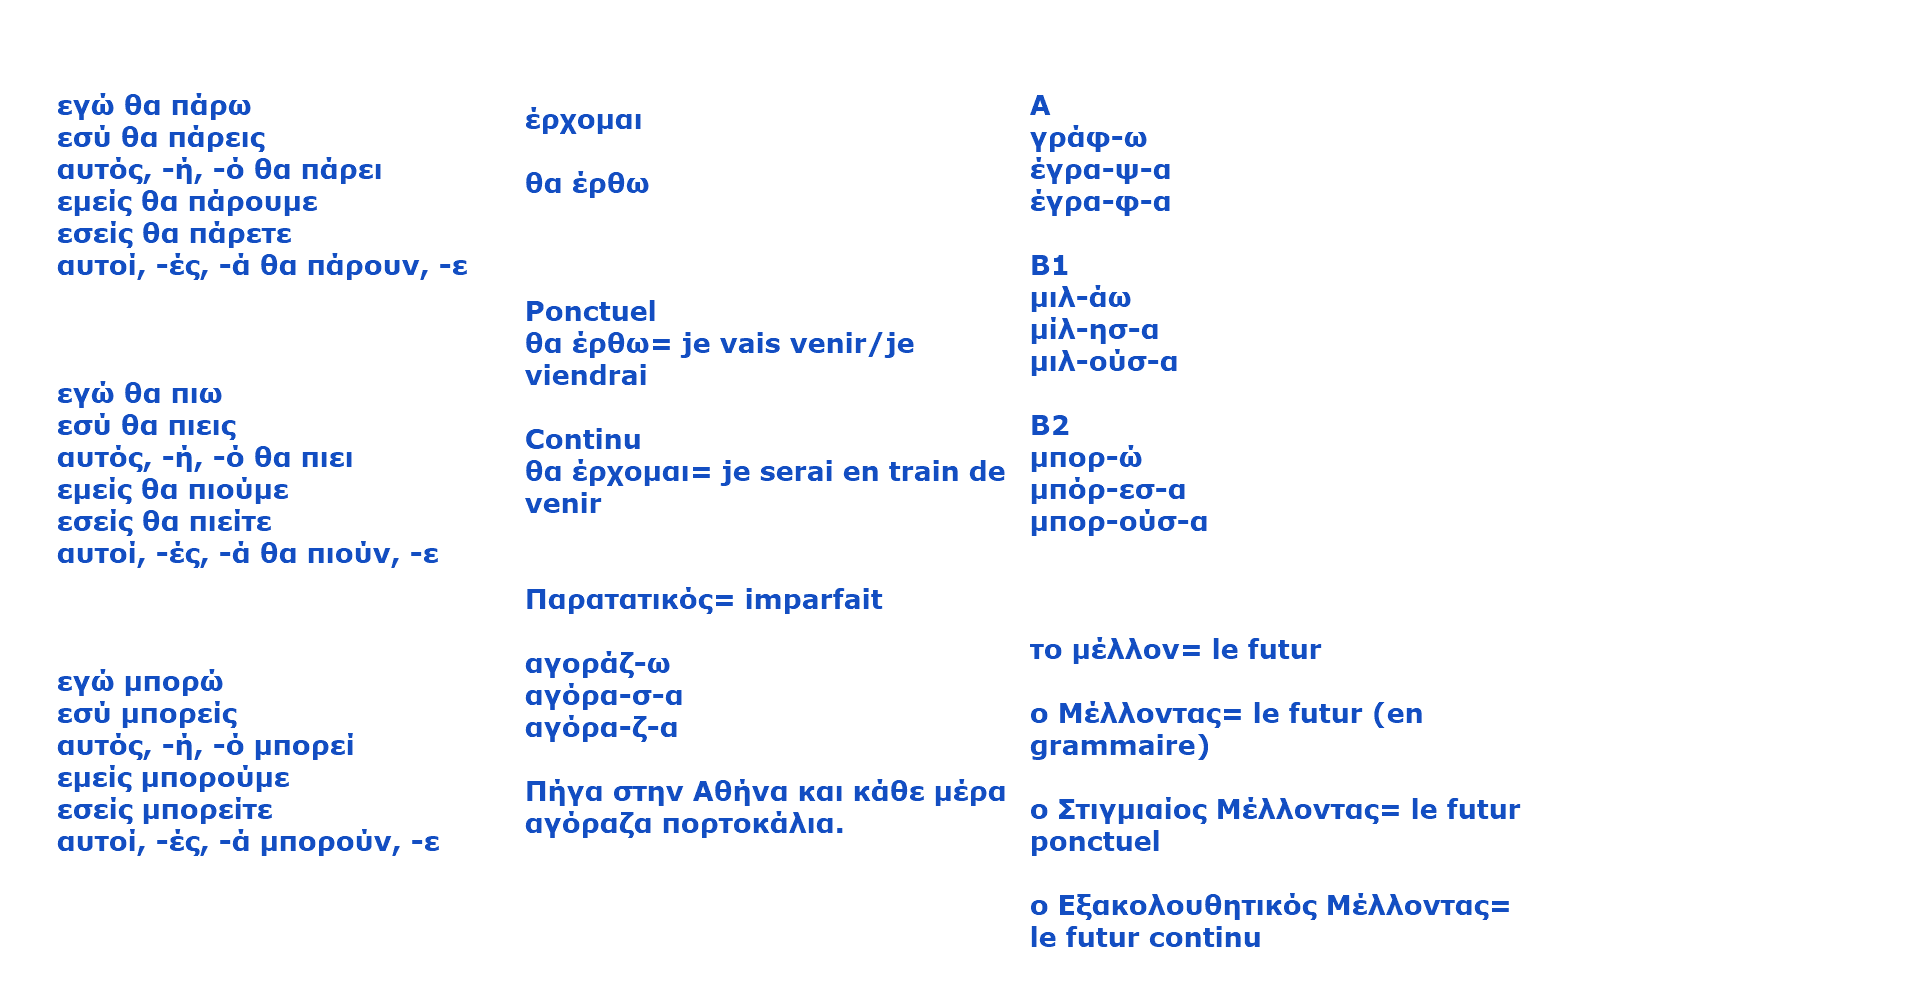 εγώ θα πάρω
εσύ θα πάρεις
αυτός, -ή, -ό θα πάρει
εμείς θα πάρουμε
εσείς θα πάρετε
αυτοί, -ές, -ά θα πάρουν, -ε
εγώ θα πιω
εσύ θα πιεις
αυτός, -ή, -ό θα πιει
εμείς θα πιούμε
εσείς θα πιείτε
αυτοί, -ές, -ά θα πιούν, -ε
εγώ μπορώ
εσύ μπορείς
αυτός, -ή, -ό μπορεί
εμείς μπορούμε
εσείς μπορείτε
αυτοί, -ές, -ά μπορούν, -ε
έρχομαι
θα έρθω
Ponctuel
θα έρθω= je vais venir/je
viendrai
Continu
θα έρχομαι= je serai en train de
venir
Παρατατικός= imparfait
αγοράζ-ω
αγόρα-σ-α
αγόρα-ζ-α
Πήγα στην Αθήνα και κάθε μέρα
αγόραζα πορτοκάλια.
Α
γράφ-ω
έγρα-ψ-α
έγρα-φ-α
Β1
μιλ-άω
μίλ-ησ-α
μιλ-ούσ-α
Β2
μπορ-ώ
μπόρ-εσ-α
μπορ-ούσ-α
το μέλλον= le futur
ο Μέλλοντας= le futur (en
grammaire)
ο Στιγμιαίος Μέλλοντας= le futur
ponctuel
ο Εξακολουθητικός Μέλλοντας=
le futur continu